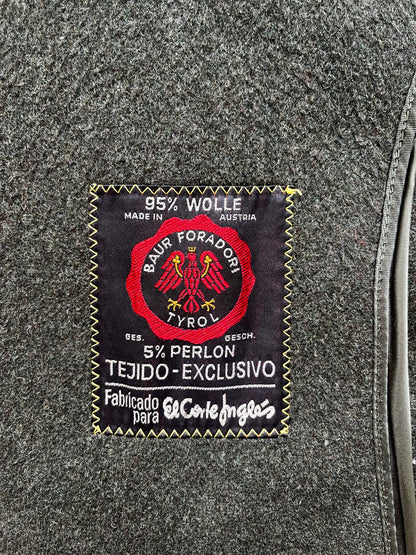 95% WOLLE
MADE IN AUSTRIA
BAUR FORADORI
TYROL
GES. GESCH.
5% PERLON
TEJIDO-EXCLUSIVO
Fabricado para El Corte Inglés